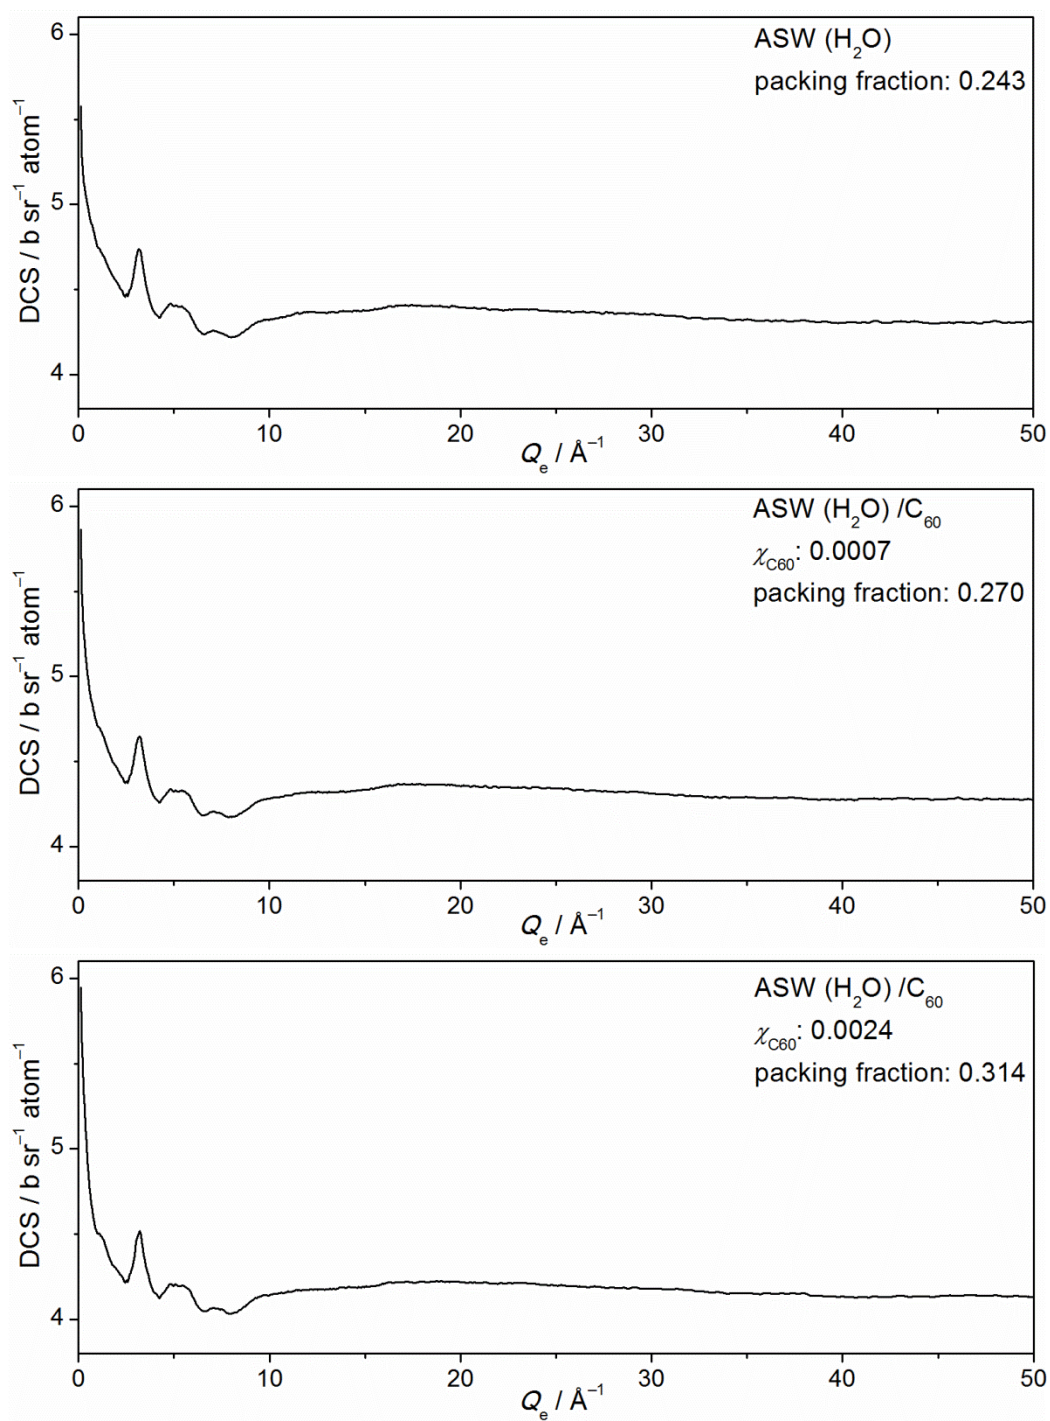 6
5
4
DCS / b sr⁻¹ atom⁻¹
ASW (H₂O)
packing fraction: 0.243
0 10 20 30 40 50
Qₑ / Å⁻¹
6
5
4
DCS / b sr⁻¹ atom⁻¹
ASW (H₂O) /C₆₀
χ_C60: 0.0007
packing fraction: 0.270
0 10 20 30 40 50
Qₑ / Å⁻¹
6
5
4
DCS / b sr⁻¹ atom⁻¹
ASW (H₂O) /C₆₀
χ_C60: 0.0024
packing fraction: 0.314
0 10 20 30 40 50
Qₑ / Å⁻¹